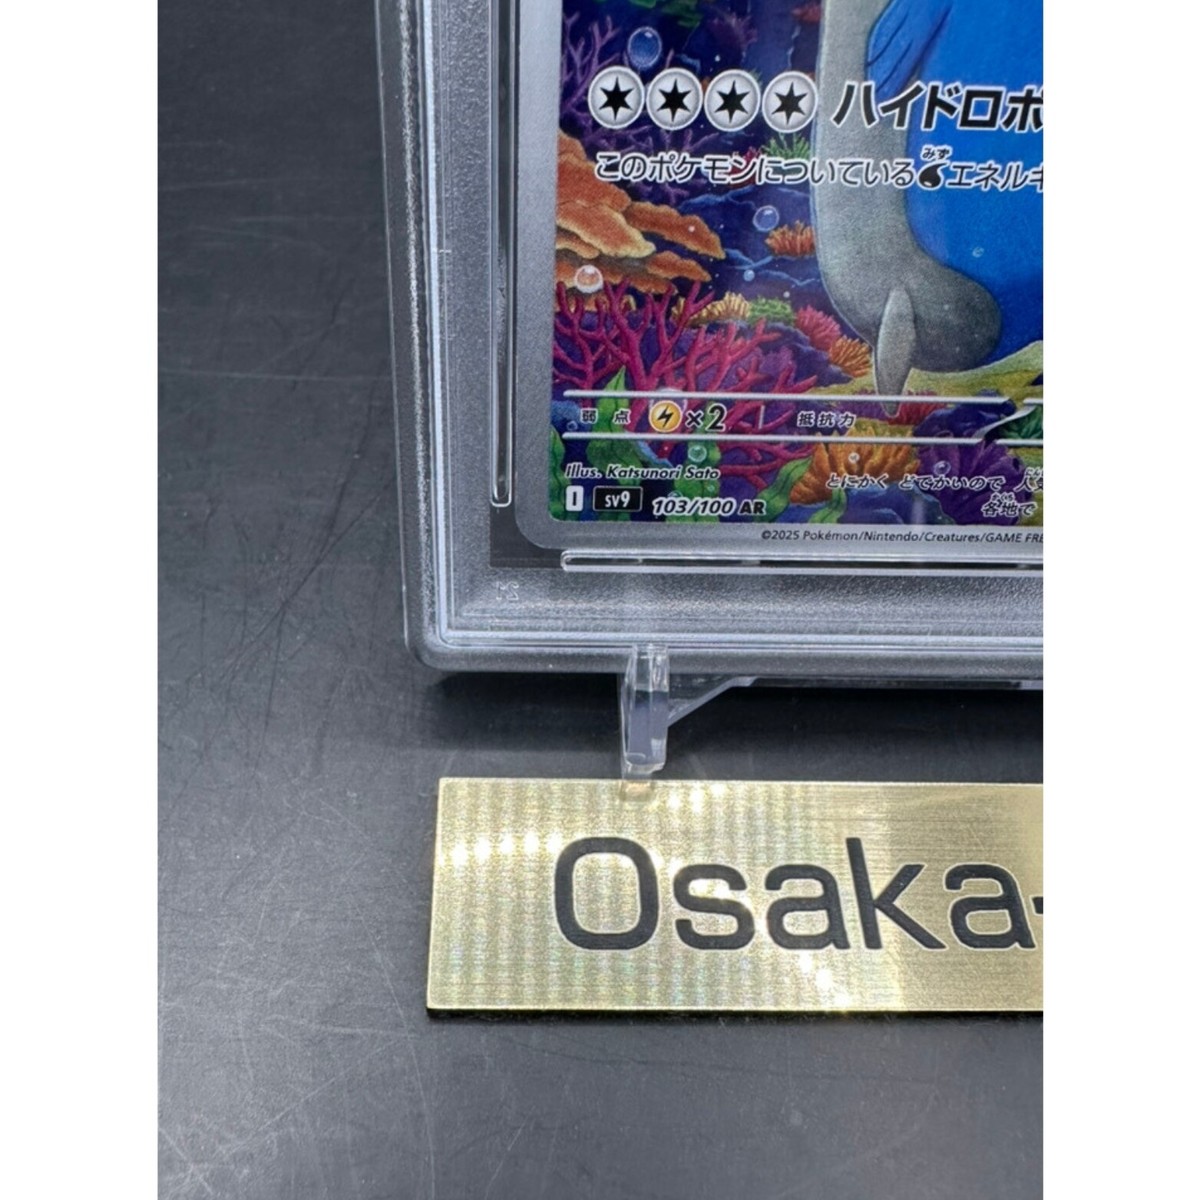 ハイドロポ
このポケモンについているエネルギ
みず
弱点 ×2 抵抗力
Illus. Katsunori Sato
とにかく どでかいので
I sv9 103/100 AR
各地で
©2025 Pokémon/Nintendo/Creatures/GAME FRE
Osaka-